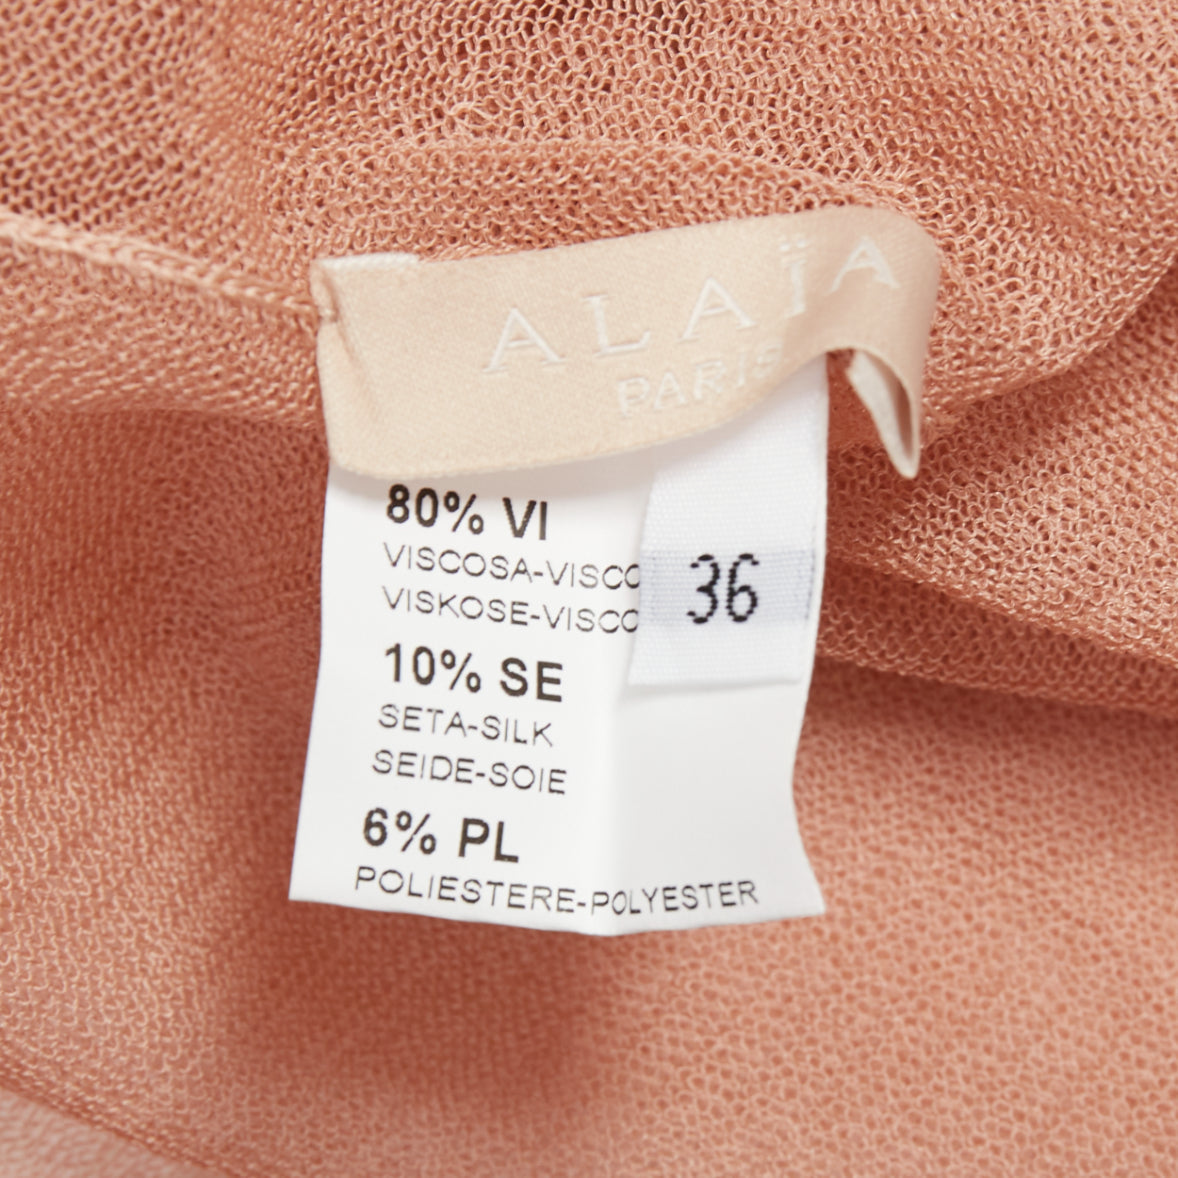 ALAÏA
PARIS
80% VI
VISCOSA-VISCO
VISKOSE-VISCO
36
10% SE
SETA-SILK
SEIDE-SOIE
6% PL
POLIESTERE-POLYESTER